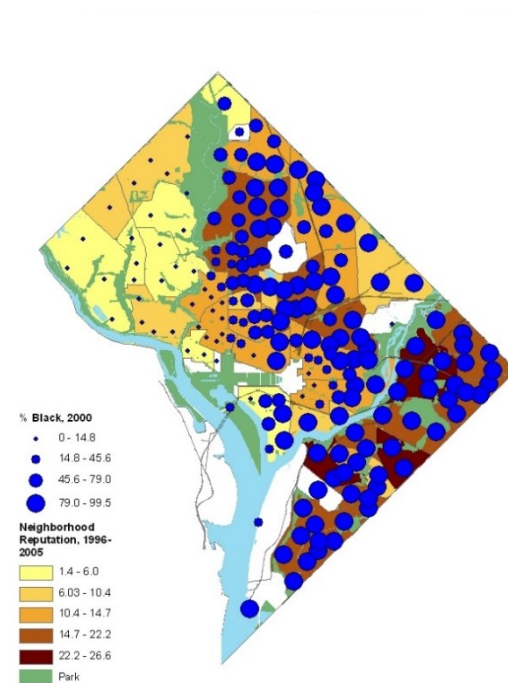 % Black, 2000
0 - 14.8
14.8 - 45.6
45.6 - 79.0
79.0 - 99.5
Neighborhood
Reputation, 1996-
2005
1.4 - 6.0
6.03 - 10.4
10.4 - 14.7
14.7 - 22.2
22.2 - 26.6
Park